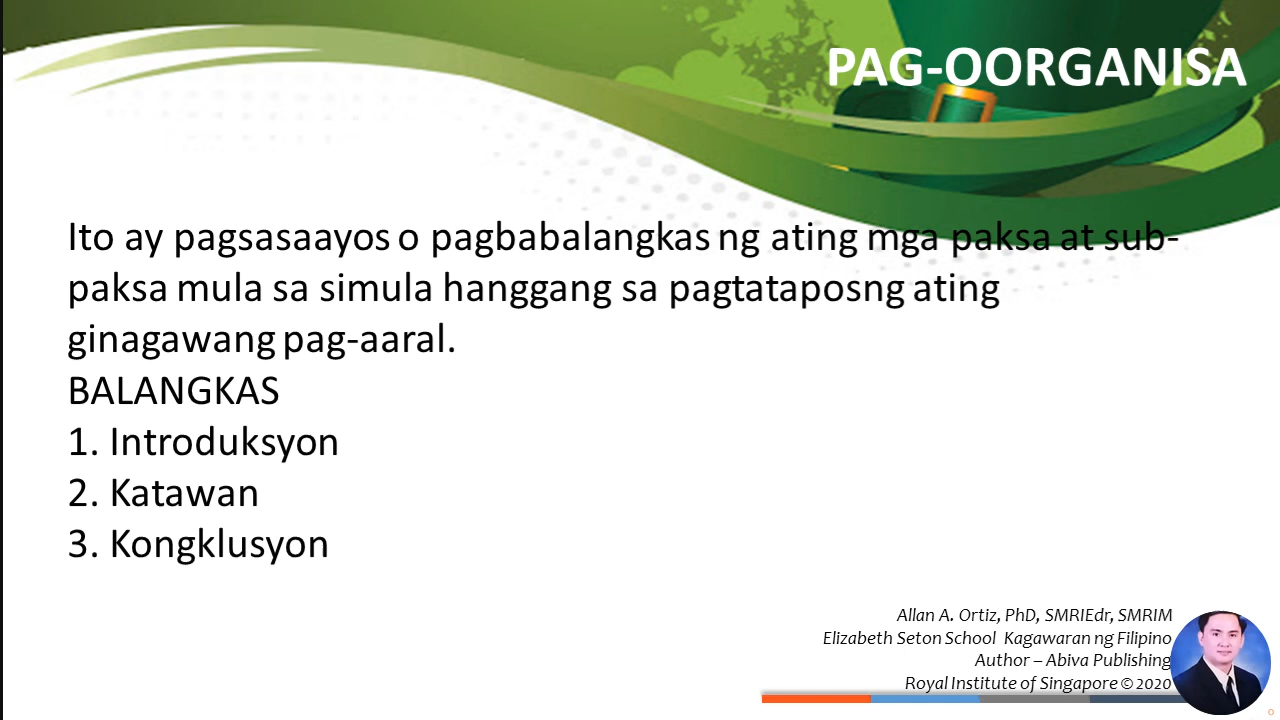 PAG-OORGANISA
Ito ay pagsasaayos o pagbabalangkas ng ating mga paksa at sub-
paksa mula sa simula hanggang sa pagtataposng ating
ginagawang pag-aaral.
BALANGKAS
1. Introduksyon
2. Katawan
3. Kongklusyon
Allan A. Ortiz, PhD, SMRIEdr, SMRIM
Elizabeth Seton School Kagawaran ng Filipino
Author – Abiva Publishing
Royal Institute of Singapore © 2020